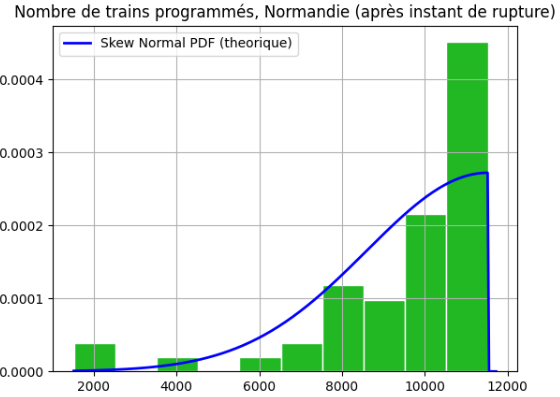 Nombre de trains programmés, Normandie (après instant de rupture)
Skew Normal PDF (theorique)
0.0004
0.0003
0.0002
0.0001
0.0000
2000 4000 6000 8000 10000 12000